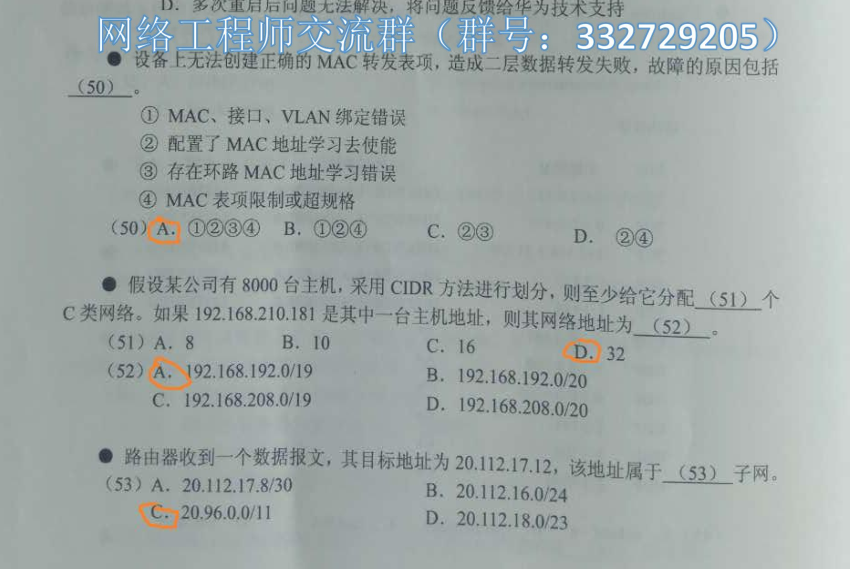 D. 多次重启后问题无法解决，将问题反馈给华为技术支持
网络工程师交流群（群号：332729205）
● 设备上无法创建正确的 MAC 转发表项，造成二层数据转发失败，故障的原因包括
（50）。
① MAC、接口、VLAN 绑定错误
② 配置了 MAC 地址学习去使能
③ 存在环路 MAC 地址学习错误
④ MAC 表项限制或超规格
（50）A. ①②③④ B. ①②④ C. ②③ D. ②④
● 假设某公司有 8000 台主机，采用 CIDR 方法进行划分，则至少给它分配 （51） 个
C 类网络。如果 192.168.210.181 是其中一台主机地址，则其网络地址为 （52） 。
（51）A. 8 B. 10 C. 16 D. 32
（52）A. 192.168.192.0/19 B. 192.168.192.0/20
C. 192.168.208.0/19 D. 192.168.208.0/20
● 路由器收到一个数据报文，其目标地址为 20.112.17.12，该地址属于 （53） 子网。
（53）A. 20.112.17.8/30 B. 20.112.16.0/24
C. 20.96.0.0/11 D. 20.112.18.0/23